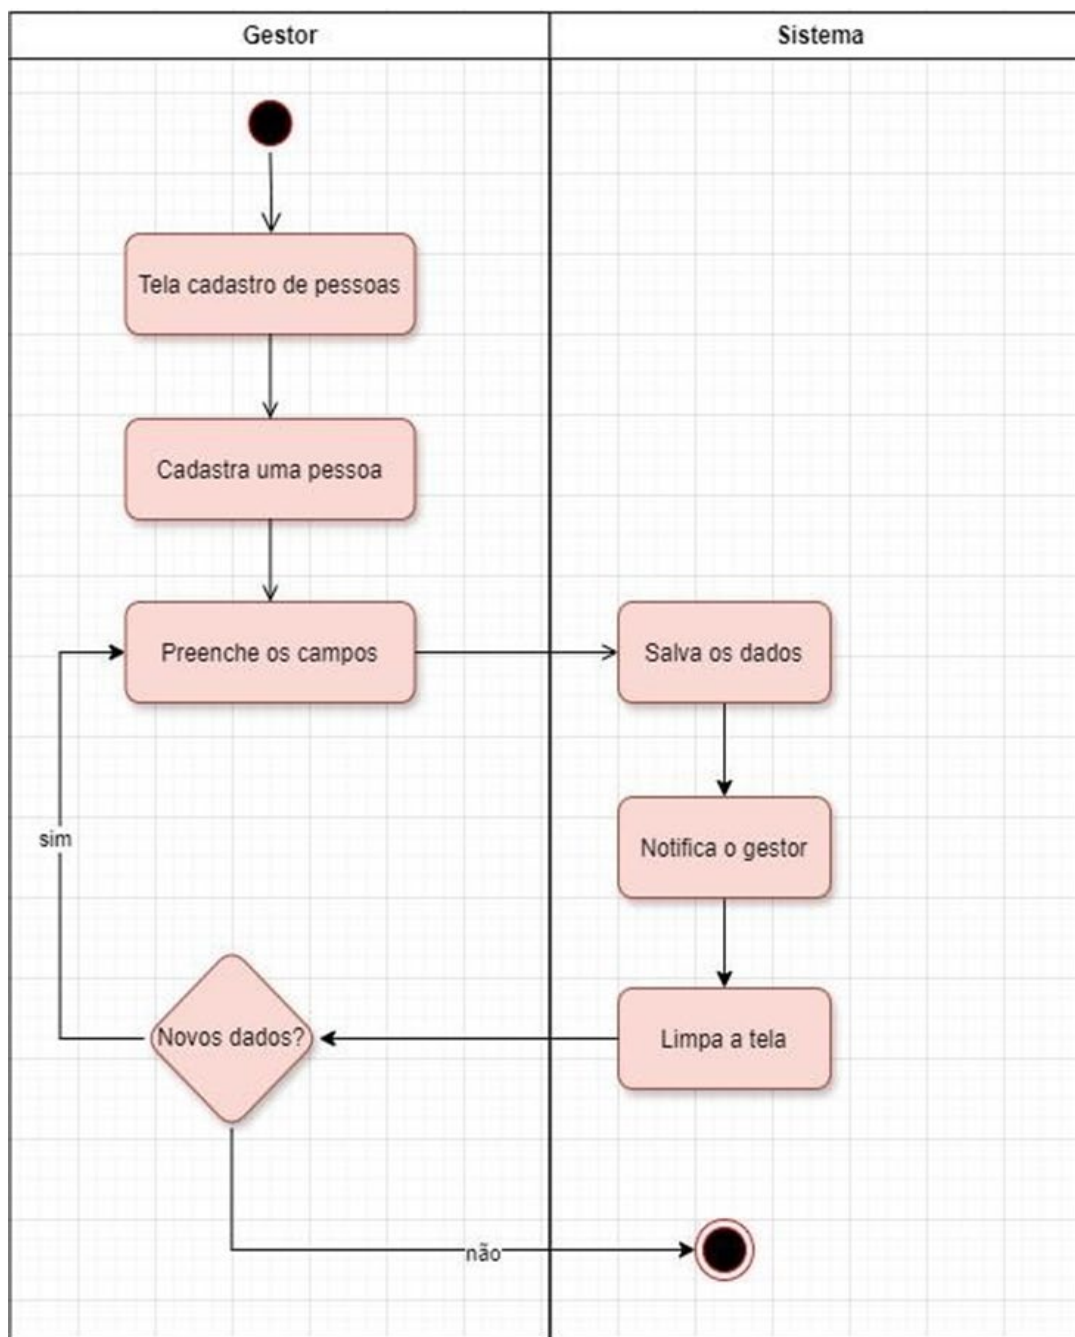 Gestor
Sistema
Tela cadastro de pessoas
Cadastra uma pessoa
Preenche os campos
Salva os dados
Notifica o gestor
sim
Novos dados?
Limpa a tela
não